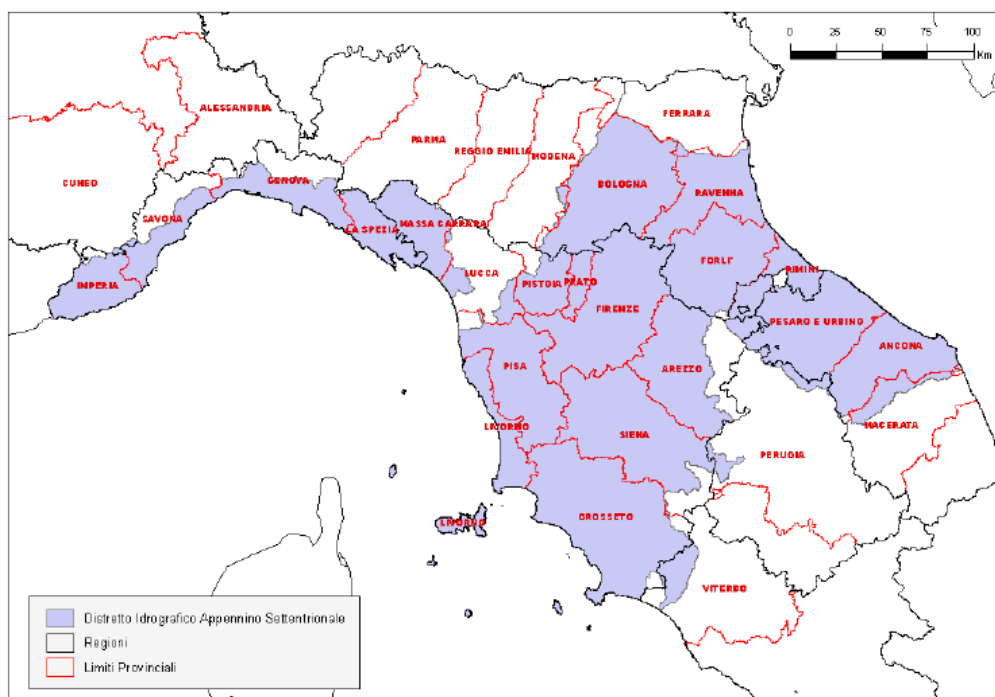 0 25 50 75 100
Km
ALESSANDRIA
FERRARA
PARMA
REGGIO EMILIA
MODENA
CUNEO
GENOVA
BOLOGNA
RAVENNA
SAVONA
LA SPEZIA
MASSA CARRARA
FORLI'
LUCCA
RIMINI
IMPERIA
PISTOIA
PRATO
FIRENZE
PESARO E URBINO
ANCONA
PISA
AREZZO
LIVORNO
SIENA
MACERATA
PERUGIA
GROSSETO
LIVORNO
VITERBO
Distretto Idrografico Appennino Settentrionale
Regioni
Limiti Provinciali